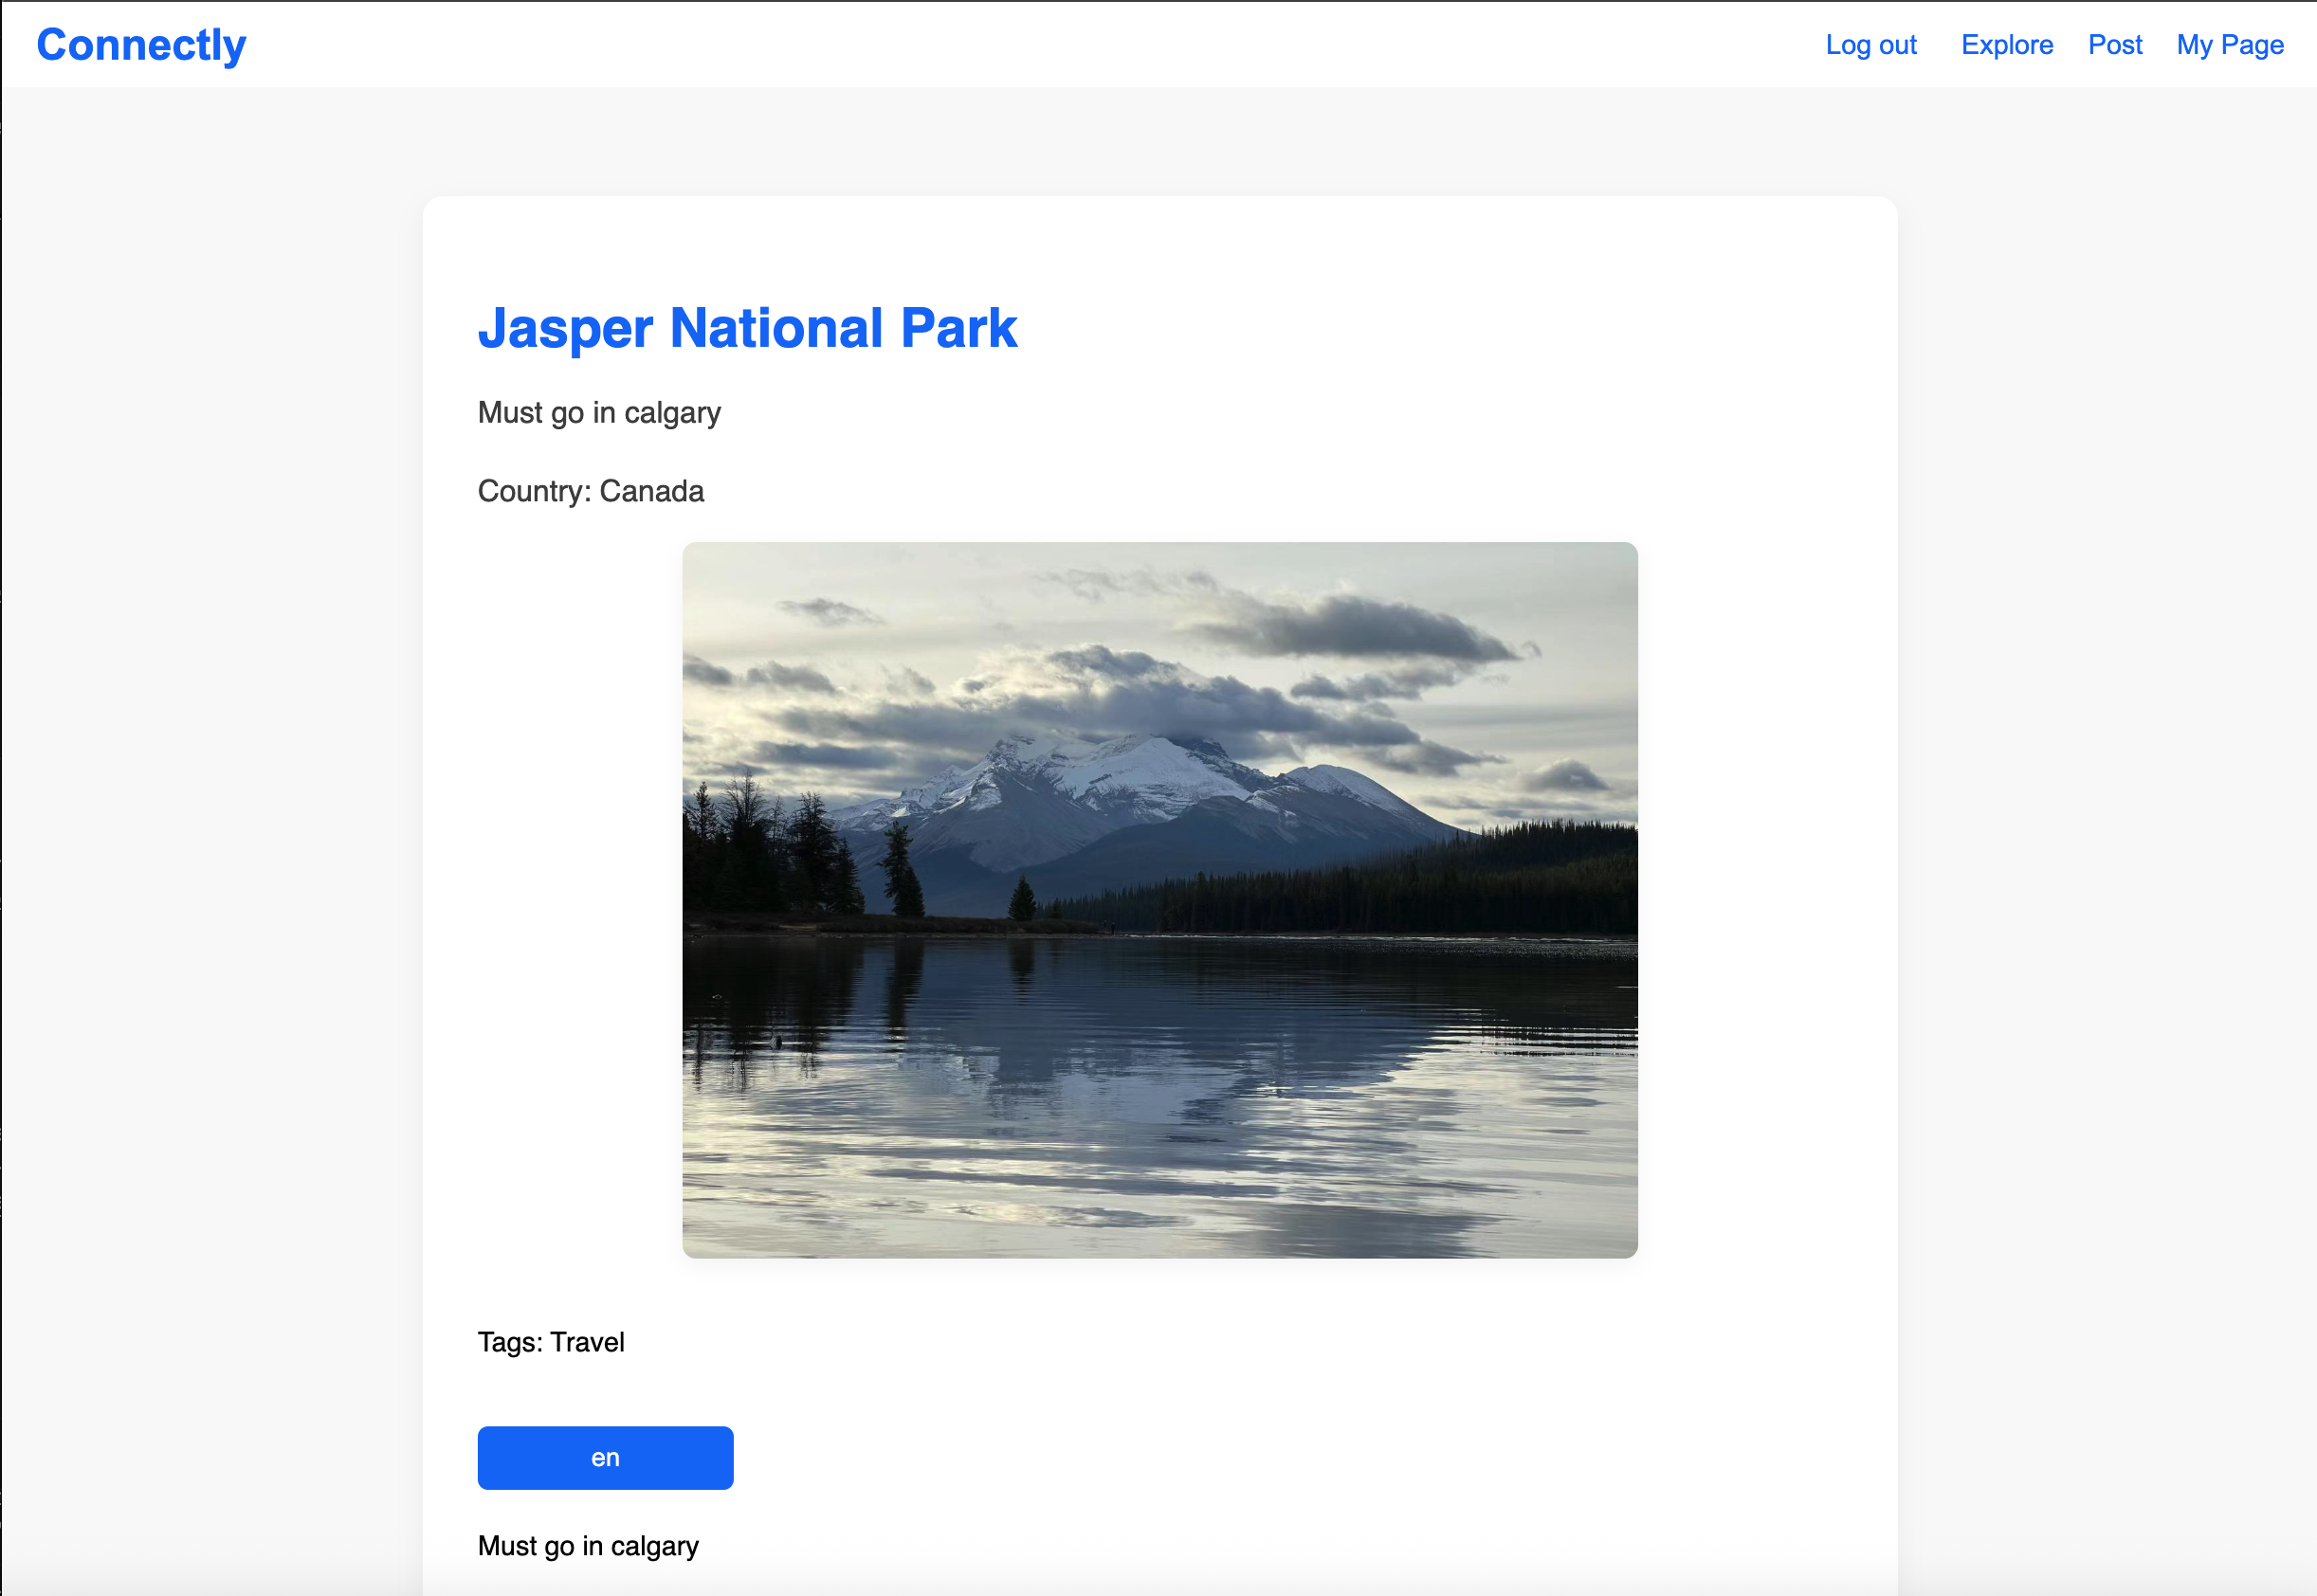 Connectly
Log out Explore Post My Page
Jasper National Park
Must go in calgary
Country: Canada
Tags: Travel
en
Must go in calgary